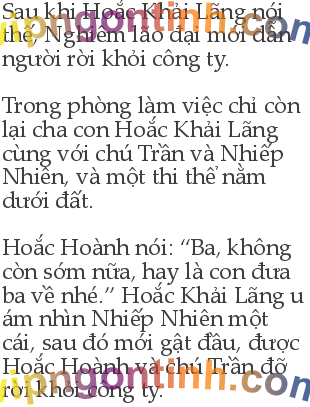 Sau khi Hoắc Khải Lãng nói
thế, Nghiêm lão đại mới dẫn
người rời khỏi công ty.
Trong phòng làm việc chỉ còn
lại cha con Hoắc Khải Lãng
cùng với chú Trần và Nhiếp
Nhiên, và một thi thể nằm
dưới đất.
Hoắc Hoành nói: “Ba, không
còn sớm nữa, hay là con đưa
ba về nhé.” Hoắc Khải Lãng u
ám nhìn Nhiếp Nhiên một
cái, sau đó mới gật đầu, được
Hoắc Hoành và chú Trần đỡ
rời khỏi công ty.
vipngontinh.com
vipngontinh.com